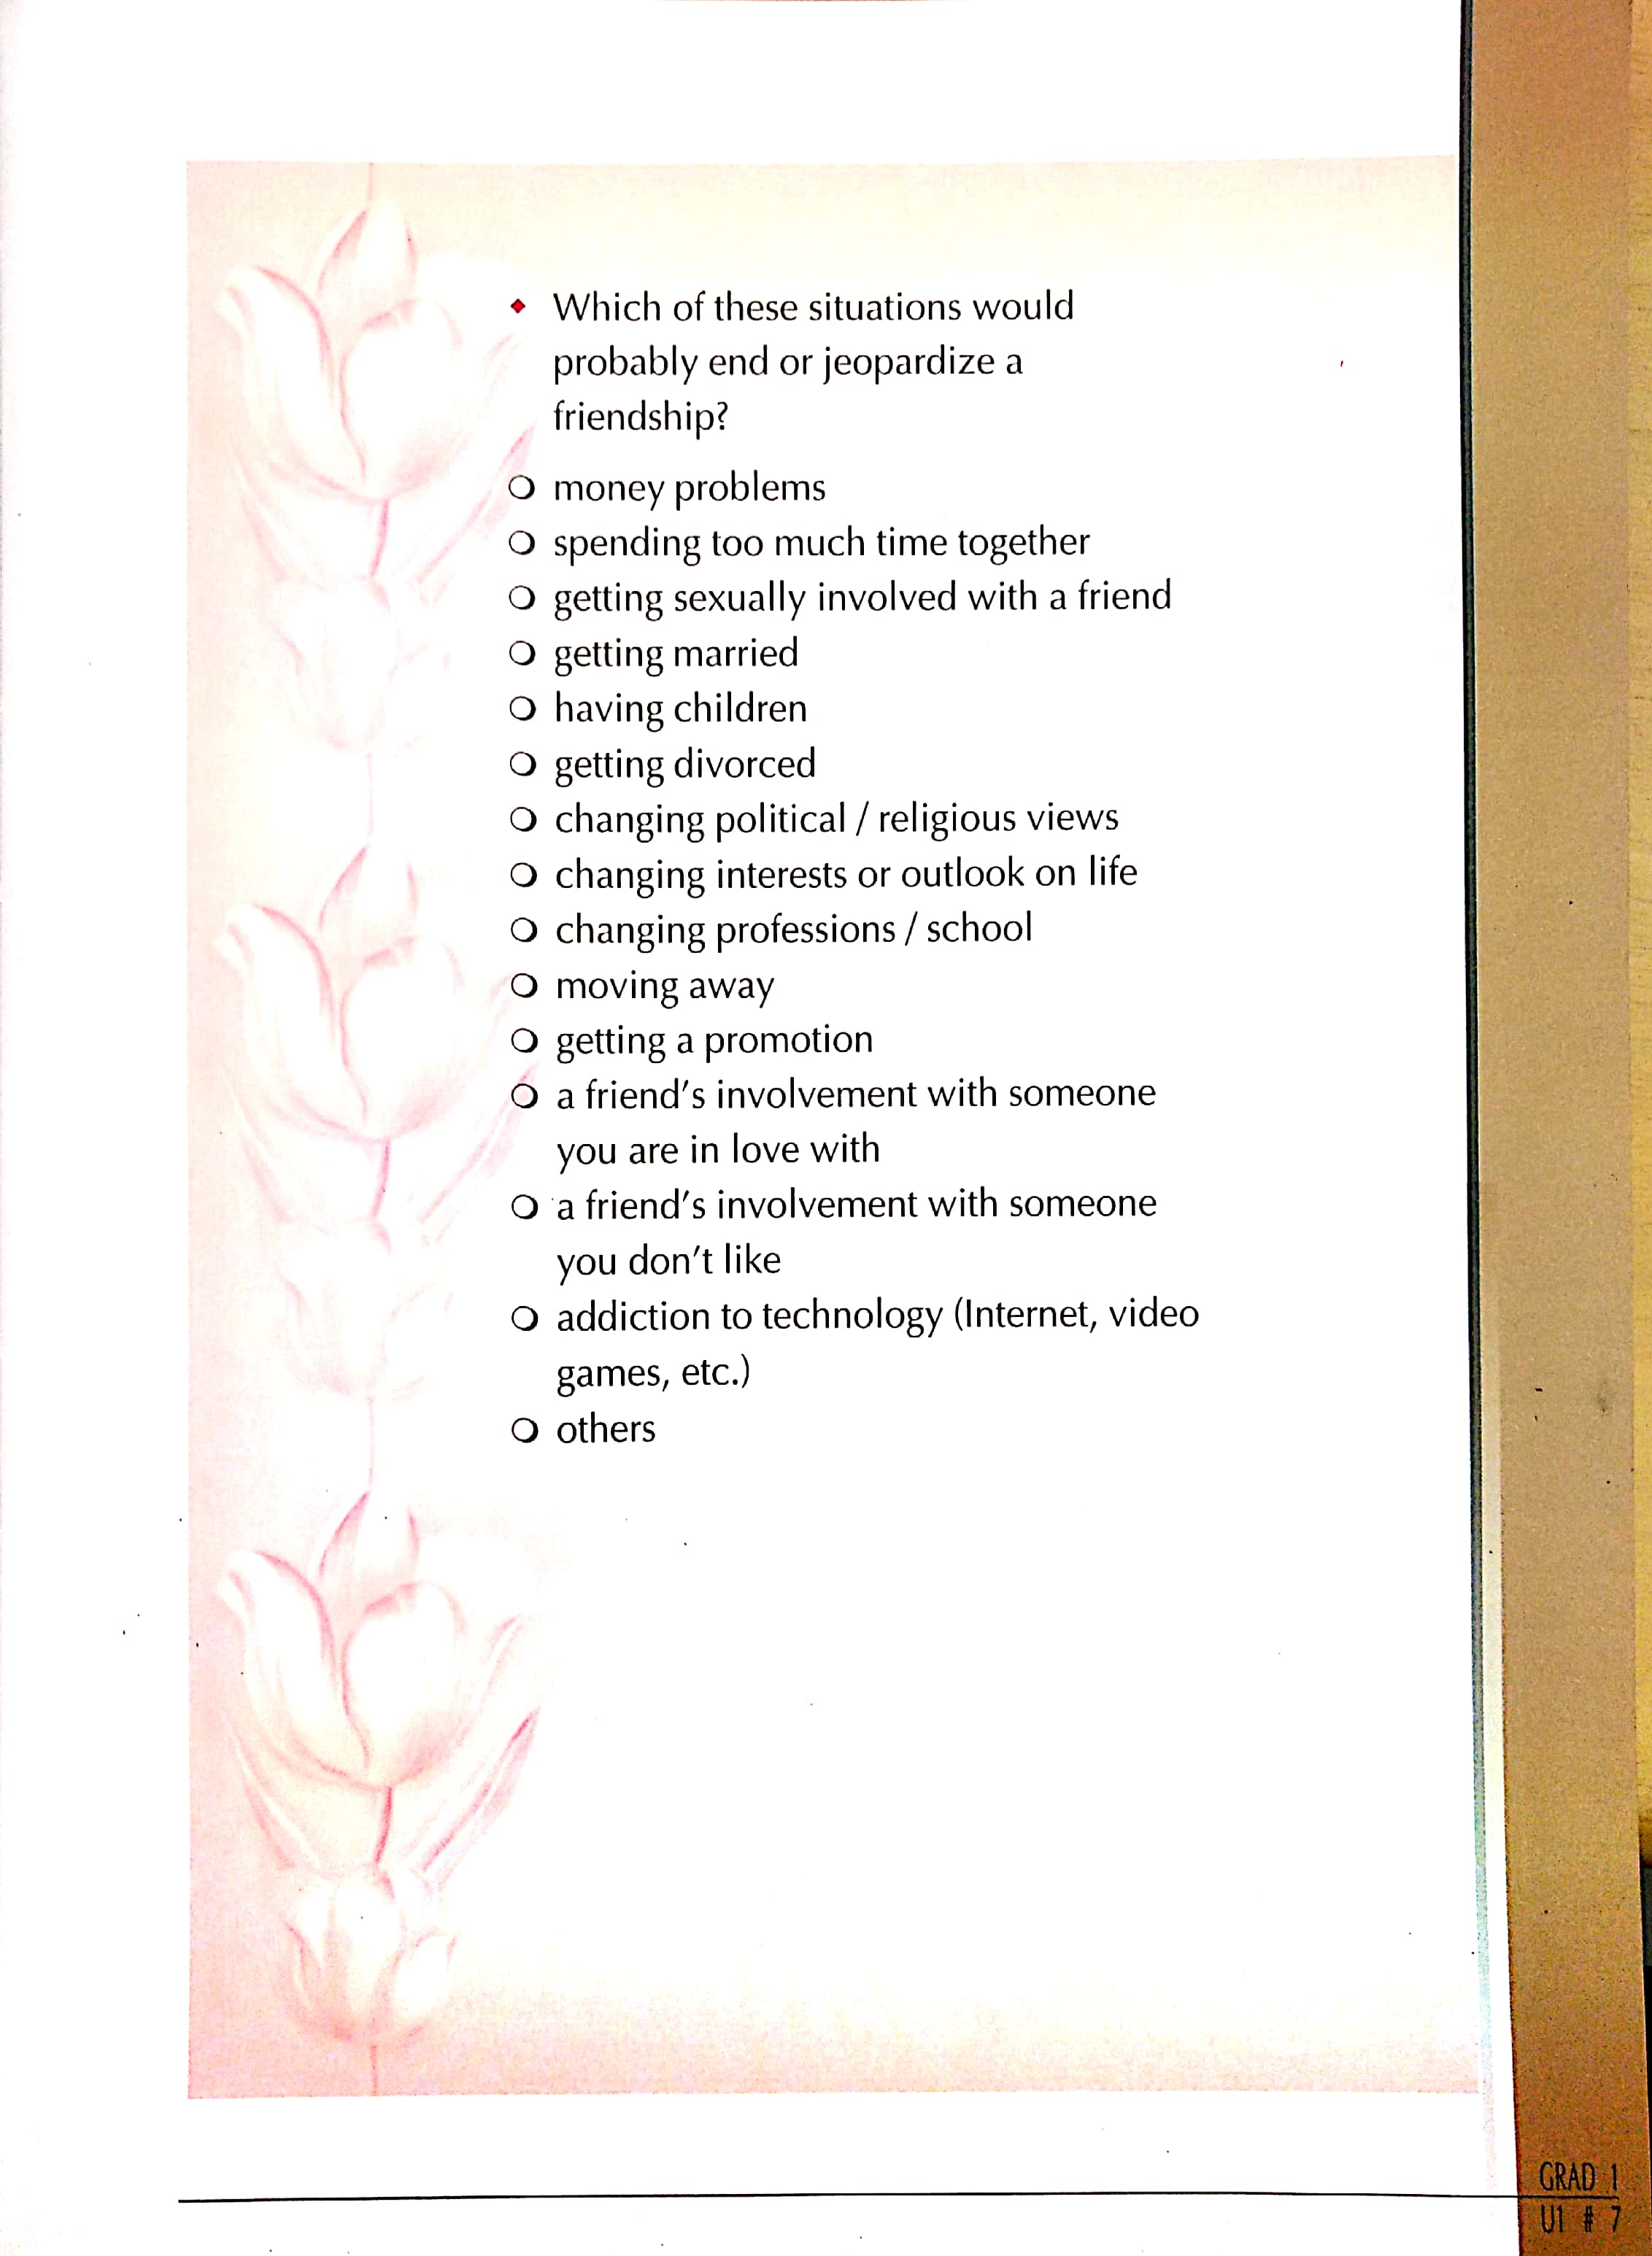 ◆ Which of these situations would
probably end or jeopardize a
friendship?
○ money problems
○ spending too much time together
○ getting sexually involved with a friend
○ getting married
○ having children
○ getting divorced
○ changing political / religious views
○ changing interests or outlook on life
○ changing professions / school
○ moving away
○ getting a promotion
○ a friend's involvement with someone
you are in love with
○ a friend's involvement with someone
you don't like
○ addiction to technology (Internet, video
games, etc.)
○ others
GRAD 1
U1 # 7